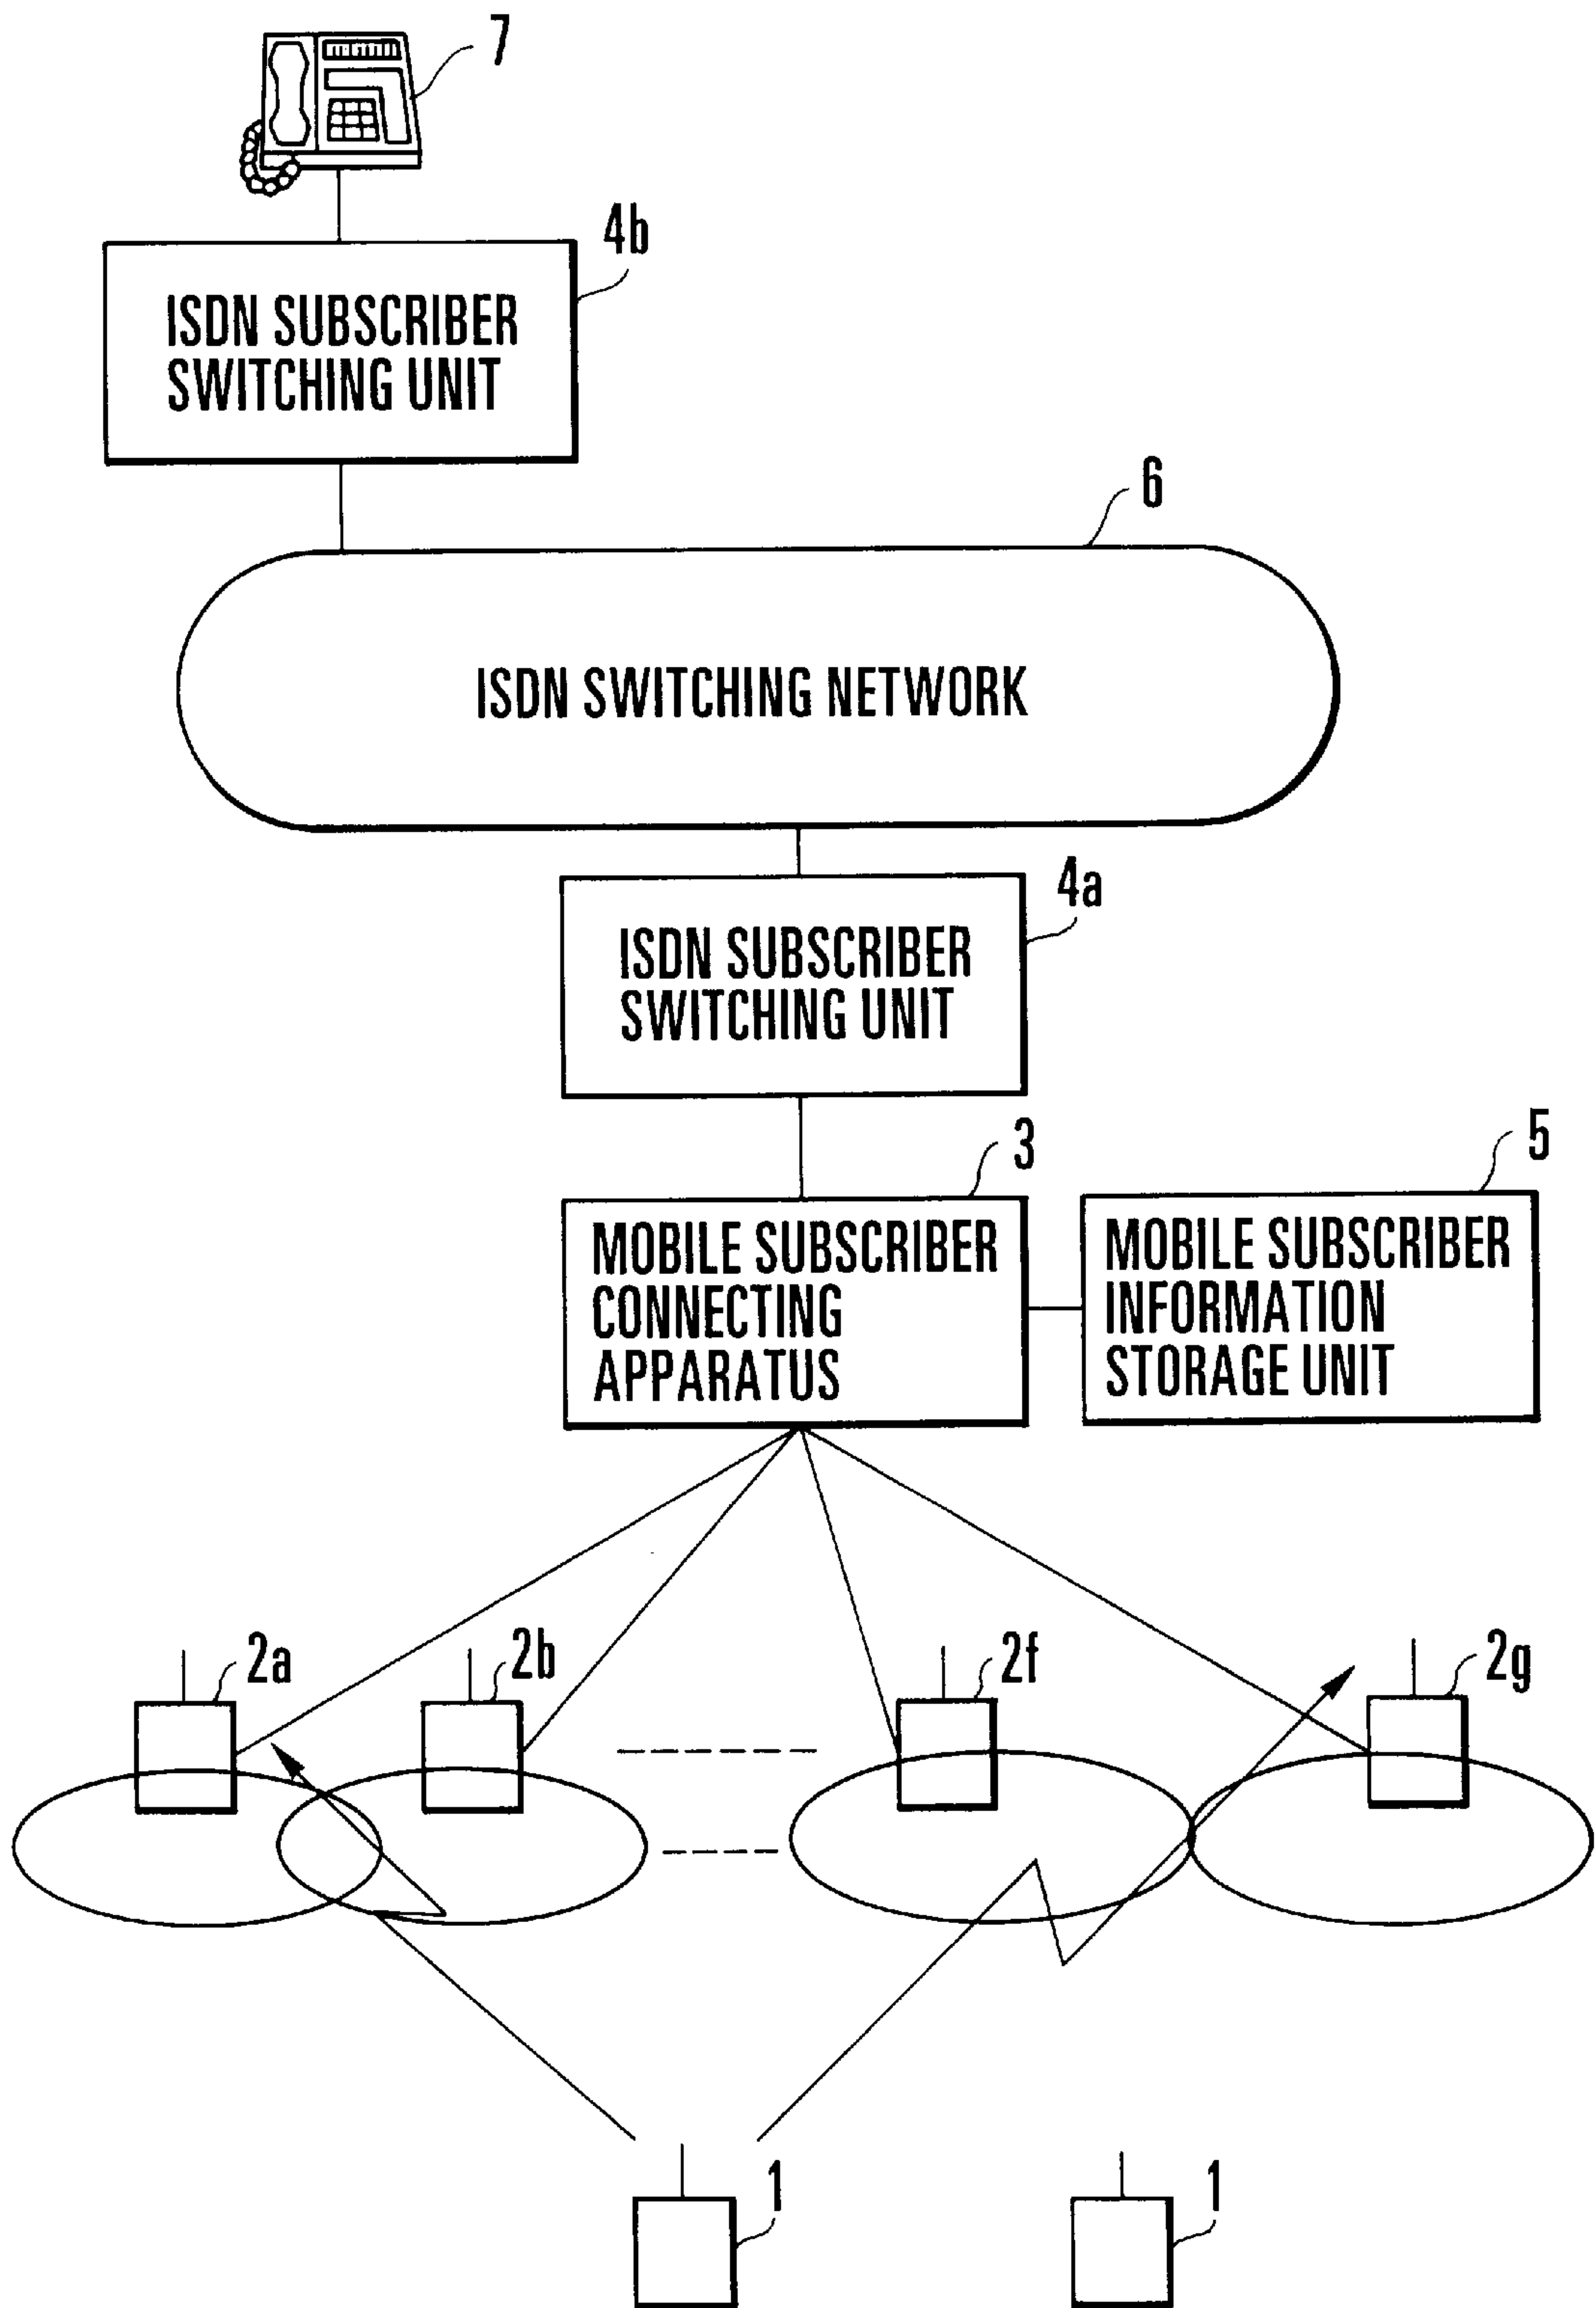 7
4b
ISDN SUBSCRIBER
SWITCHING UNIT
6
ISDN SWITCHING NETWORK
4a
ISDN SUBSCRIBER
SWITCHING UNIT
3
5
MOBILE SUBSCRIBER
CONNECTING
APPARATUS
MOBILE SUBSCRIBER
INFORMATION
STORAGE UNIT
2a
2b
2f
2g
1
1